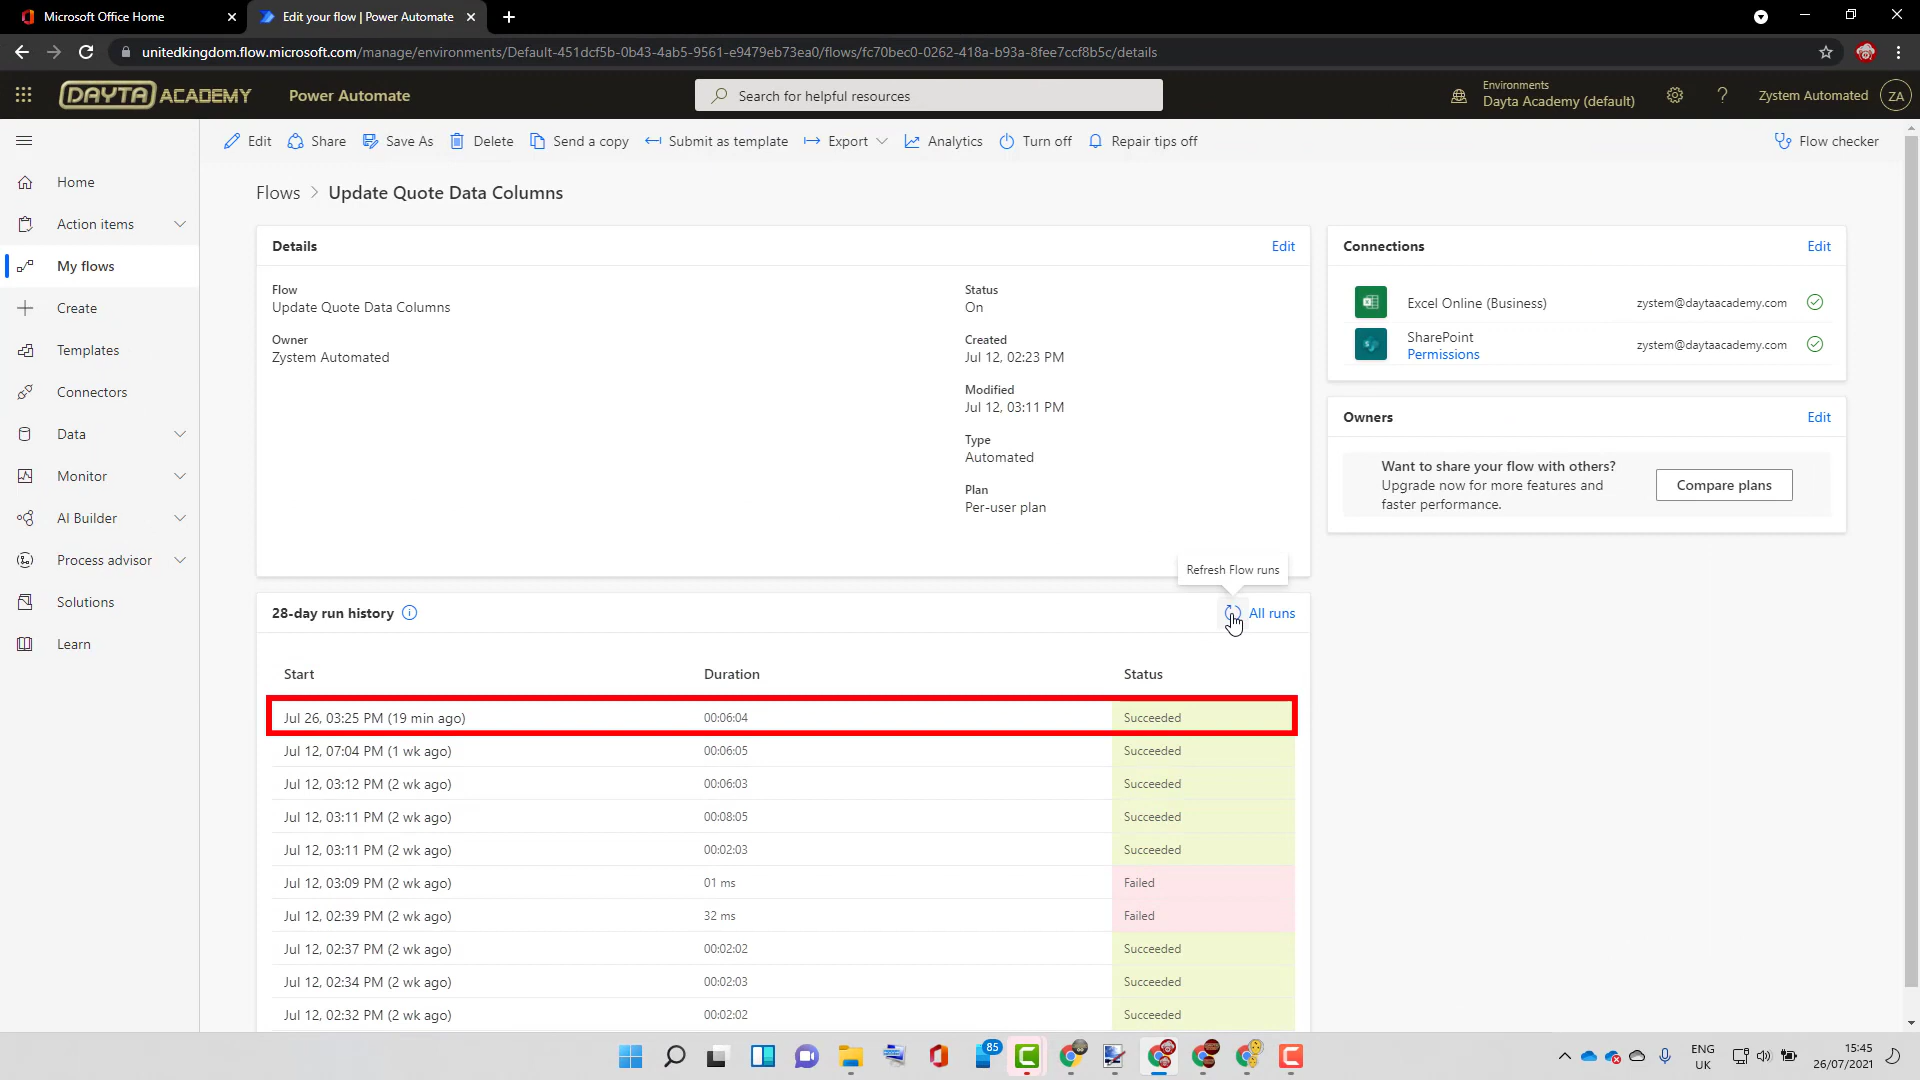 Microsoft Office Home
Edit your flow | Power Automate
unitedkingdom.flow.microsoft.com/manage/environments/Default-451dcf5b-0b43-4ab5-9561-e9479eb73ea0/flows/fc70bec0-0262-418a-b93a-8fee7ccf8b5c/details
DAYTA ACADEMY
Power Automate
Search for helpful resources
Environments
Dayta Academy (default)
?
Zystem Automated
ZA
Edit
Share
Save As
Delete
Send a copy
Submit as template
Export
Analytics
Turn off
Repair tips off
Flow checker
Home
Action items
My flows
Create
Templates
Connectors
Data
Monitor
AI Builder
Process advisor
Solutions
Learn
Flows > Update Quote Data Columns
Details
Edit
Flow
Update Quote Data Columns
Owner
Zystem Automated
Status
On
Created
Jul 12, 02:23 PM
Modified
Jul 12, 03:11 PM
Type
Automated
Plan
Per-user plan
Connections
Edit
Excel Online (Business)
zystem@daytaacademy.com
SharePoint
Permissions
zystem@daytaacademy.com
Owners
Edit
Want to share your flow with others?
Upgrade now for more features and
faster performance.
Compare plans
Refresh Flow runs
28-day run history
All runs
Start Duration Status
Jul 26, 03:25 PM (19 min ago) 00:06:04 Succeeded
Jul 12, 07:04 PM (1 wk ago) 00:06:05 Succeeded
Jul 12, 03:12 PM (2 wk ago) 00:06:03 Succeeded
Jul 12, 03:11 PM (2 wk ago) 00:08:05 Succeeded
Jul 12, 03:11 PM (2 wk ago) 00:02:03 Succeeded
Jul 12, 03:09 PM (2 wk ago) 01 ms Failed
Jul 12, 02:39 PM (2 wk ago) 32 ms Failed
Jul 12, 02:37 PM (2 wk ago) 00:02:02 Succeeded
Jul 12, 02:34 PM (2 wk ago) 00:02:03 Succeeded
Jul 12, 02:32 PM (2 wk ago) 00:02:02 Succeeded
85
ENG
UK
15:45
26/07/2021